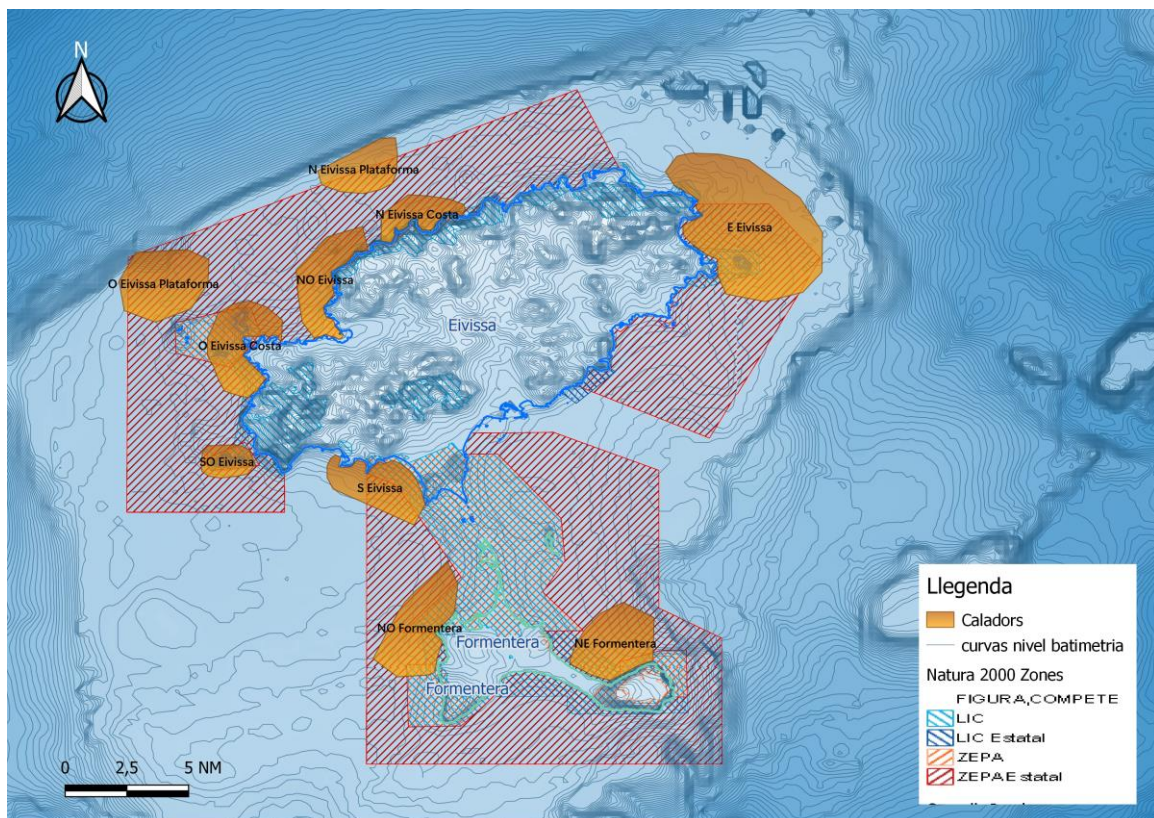 N
N Eivissa Plataforma
N Eivissa Costa
E Eivissa
O Eivissa Plataforma
NO Eivissa
Eivissa
O Eivissa Costa
SO Eivissa
S Eivissa
NO Formentera
Formentera
NE Formentera
Formentera
0 2,5 5 NM
Llegenda
Caladors
curvas nivel batimetria
Natura 2000 Zones
FIGURA,COMPETE
LIC
LIC Estatal
ZEPA
ZEPAEstatal